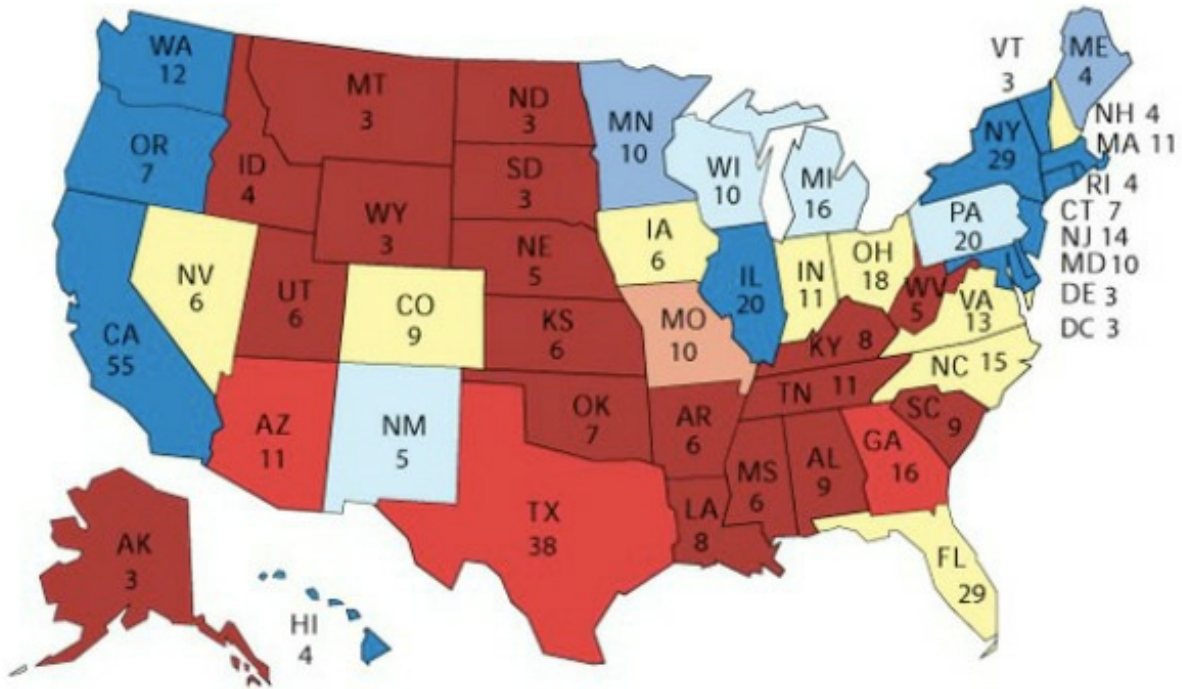 WA
12
OR
7
CA
55
NV
6
ID
4
MT
3
WY
3
UT
6
AZ
11
CO
9
NM
5
ND
3
SD
3
NE
5
KS
6
OK
7
TX
38
MN
10
IA
6
MO
10
AR
6
LA
8
WI
10
IL
20
MI
16
IN
11
OH
18
KY 8
TN 11
MS
6
AL
9
GA
16
FL
29
SC
9
NC 15
VA
13
WV
5
PA
20
NY
29
VT
3
ME
4
NH 4
MA 11
RI 4
CT 7
NJ 14
MD 10
DE 3
DC 3
AK
3
HI
4